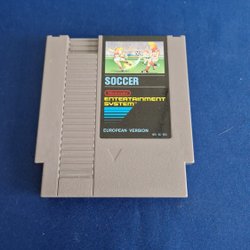 SOCCER
Nintendo
ENTERTAINMENT
SYSTEM
EUROPEAN VERSION